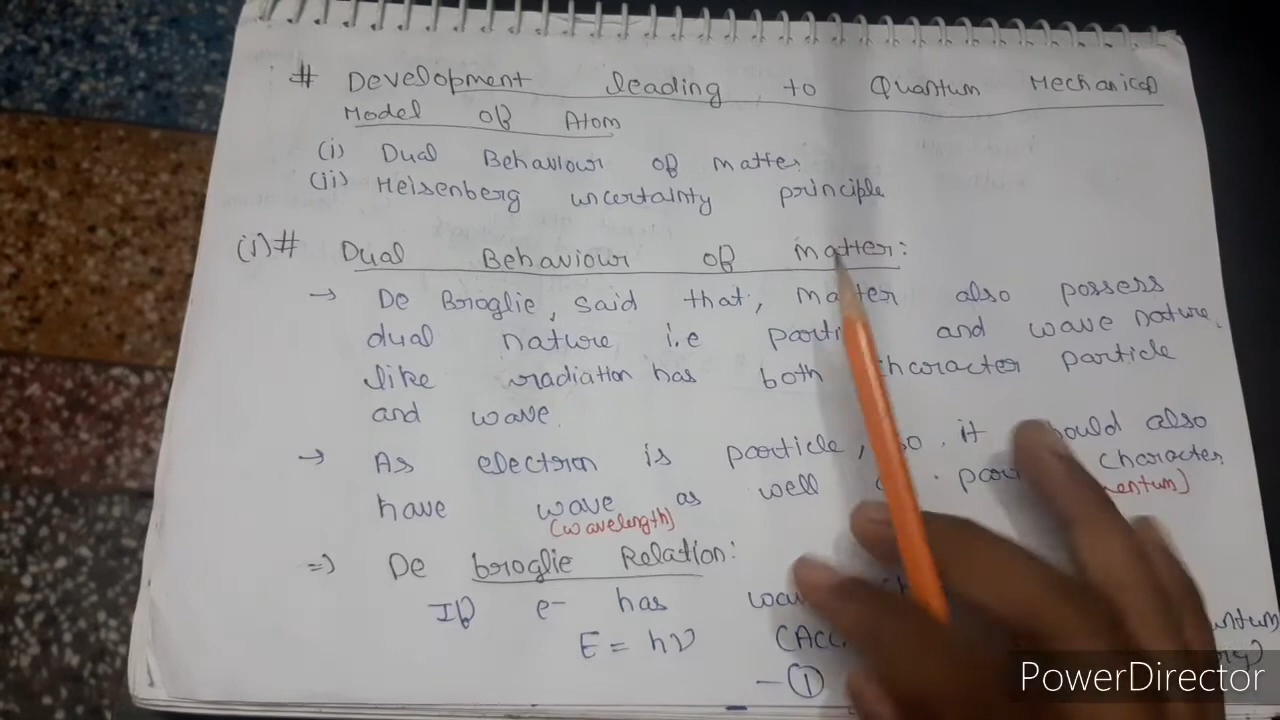 # Development leading to Quantum Mechanical
Model of Atom
(i) Dual Behaviour of matter
(ii) Heisenberg uncertainty principle
(i) # Dual Behaviour of matter:
→ De Broglie, said that, matter also possess
dual nature i.e and wave nature.
like radiation has both character particle
and wave.
→ As electron is particle, so, it should also
have wave as well character
(wavelength)
⇒ De broglie Relation:
If e- has
E = hν
— ①
PowerDirector